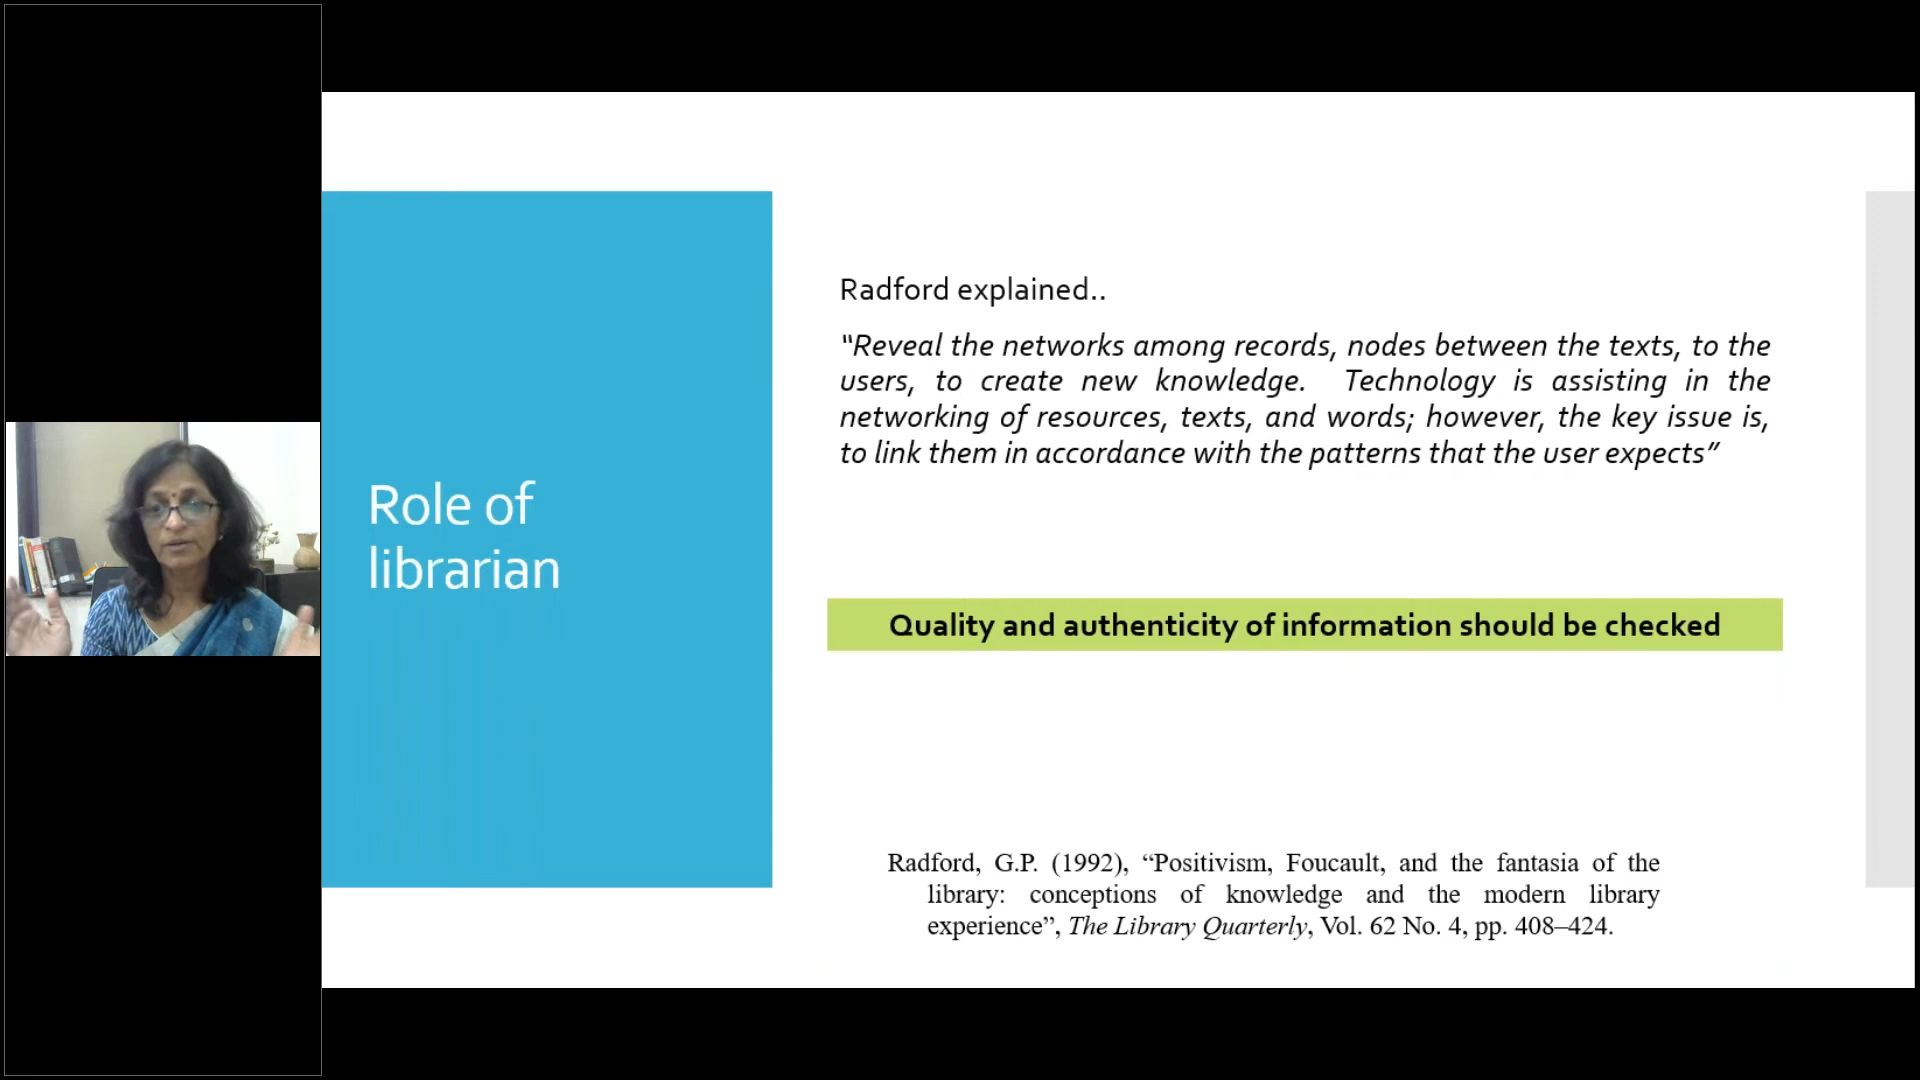 Role of
librarian
Radford explained..
“Reveal the networks among records, nodes between the texts, to the
users, to create new knowledge. Technology is assisting in the
networking of resources, texts, and words; however, the key issue is,
to link them in accordance with the patterns that the user expects”
Quality and authenticity of information should be checked
Radford, G.P. (1992), “Positivism, Foucault, and the fantasia of the
library: conceptions of knowledge and the modern library
experience”, The Library Quarterly, Vol. 62 No. 4, pp. 408–424.